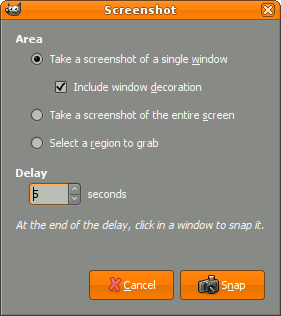 Screenshot
Area
Take a screenshot of a single window
Include window decoration
Take a screenshot of the entire screen
Select a region to grab
Delay
5 seconds
At the end of the delay, click in a window to snap it.
Cancel Snap